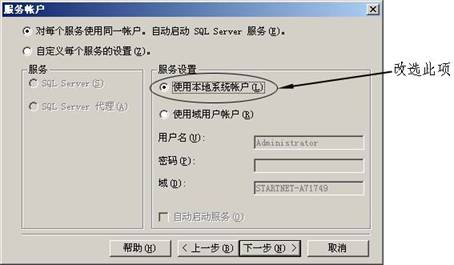 服务帐户
对每个服务使用同一帐户。自动启动 SQL Server 服务(E)。
自定义每个服务的设置(Z)。
服务
SQL Server(S)
SQL Server 代理(A)
服务设置
使用本地系统帐户(L)
改选此项
使用域用户帐户(R)
用户名(U):
Administrator
密码(P):
域(D):
STARTNET-A71749
自动启动服务(O)
帮助(H)
< 上一步(B)
下一步(N) >
取消